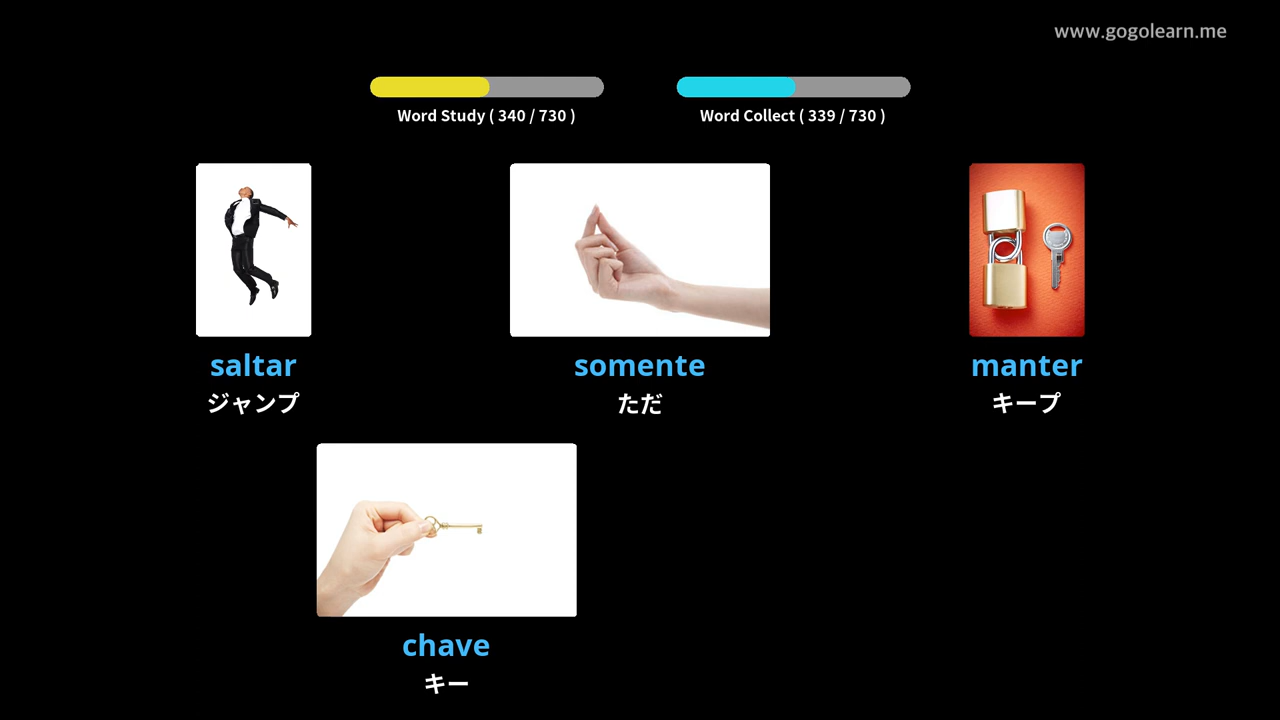 www.gogolearn.me
Word Study ( 340 / 730 )
Word Collect ( 339 / 730 )
saltar
ジャンプ
somente
ただ
manter
キープ
chave
キー